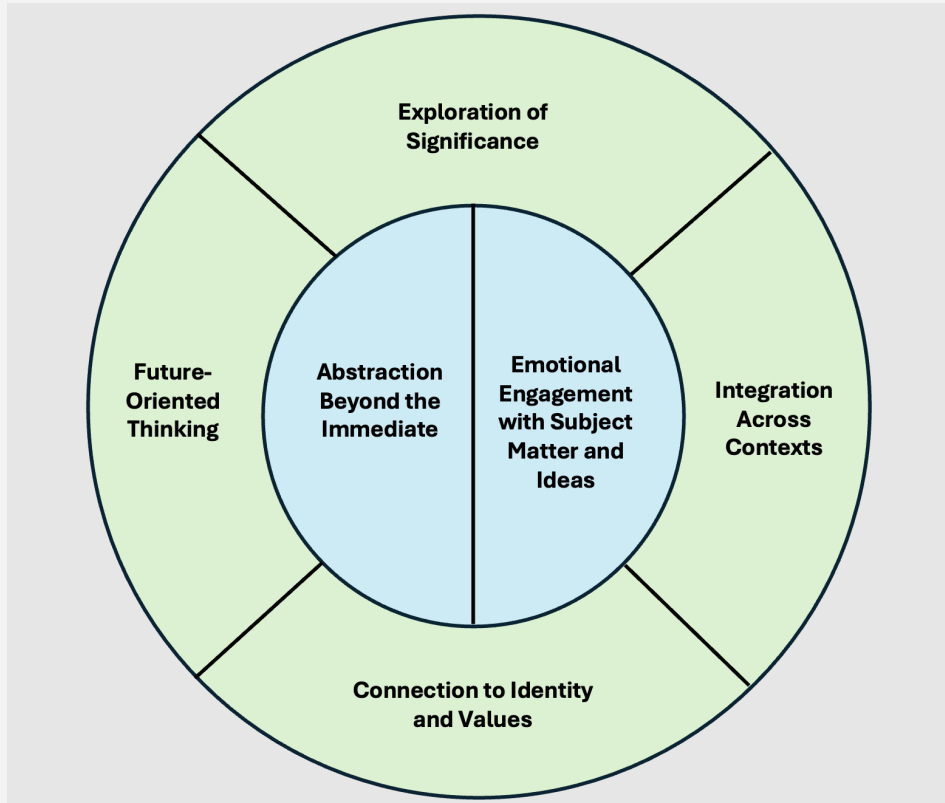 Exploration of
Significance
Future-
Oriented
Thinking
Abstraction
Beyond the
Immediate
Emotional
Engagement
with Subject
Matter and
Ideas
Integration
Across
Contexts
Connection to Identity
and Values